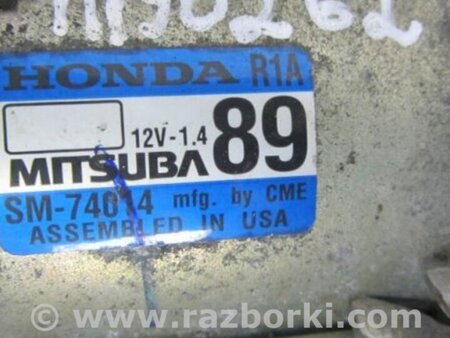 HONDA R1A
12V-1.4 89
MITSUBA
SM-74014 mfg. by CME
ASSEMBLED IN USA
© www.razborki.com